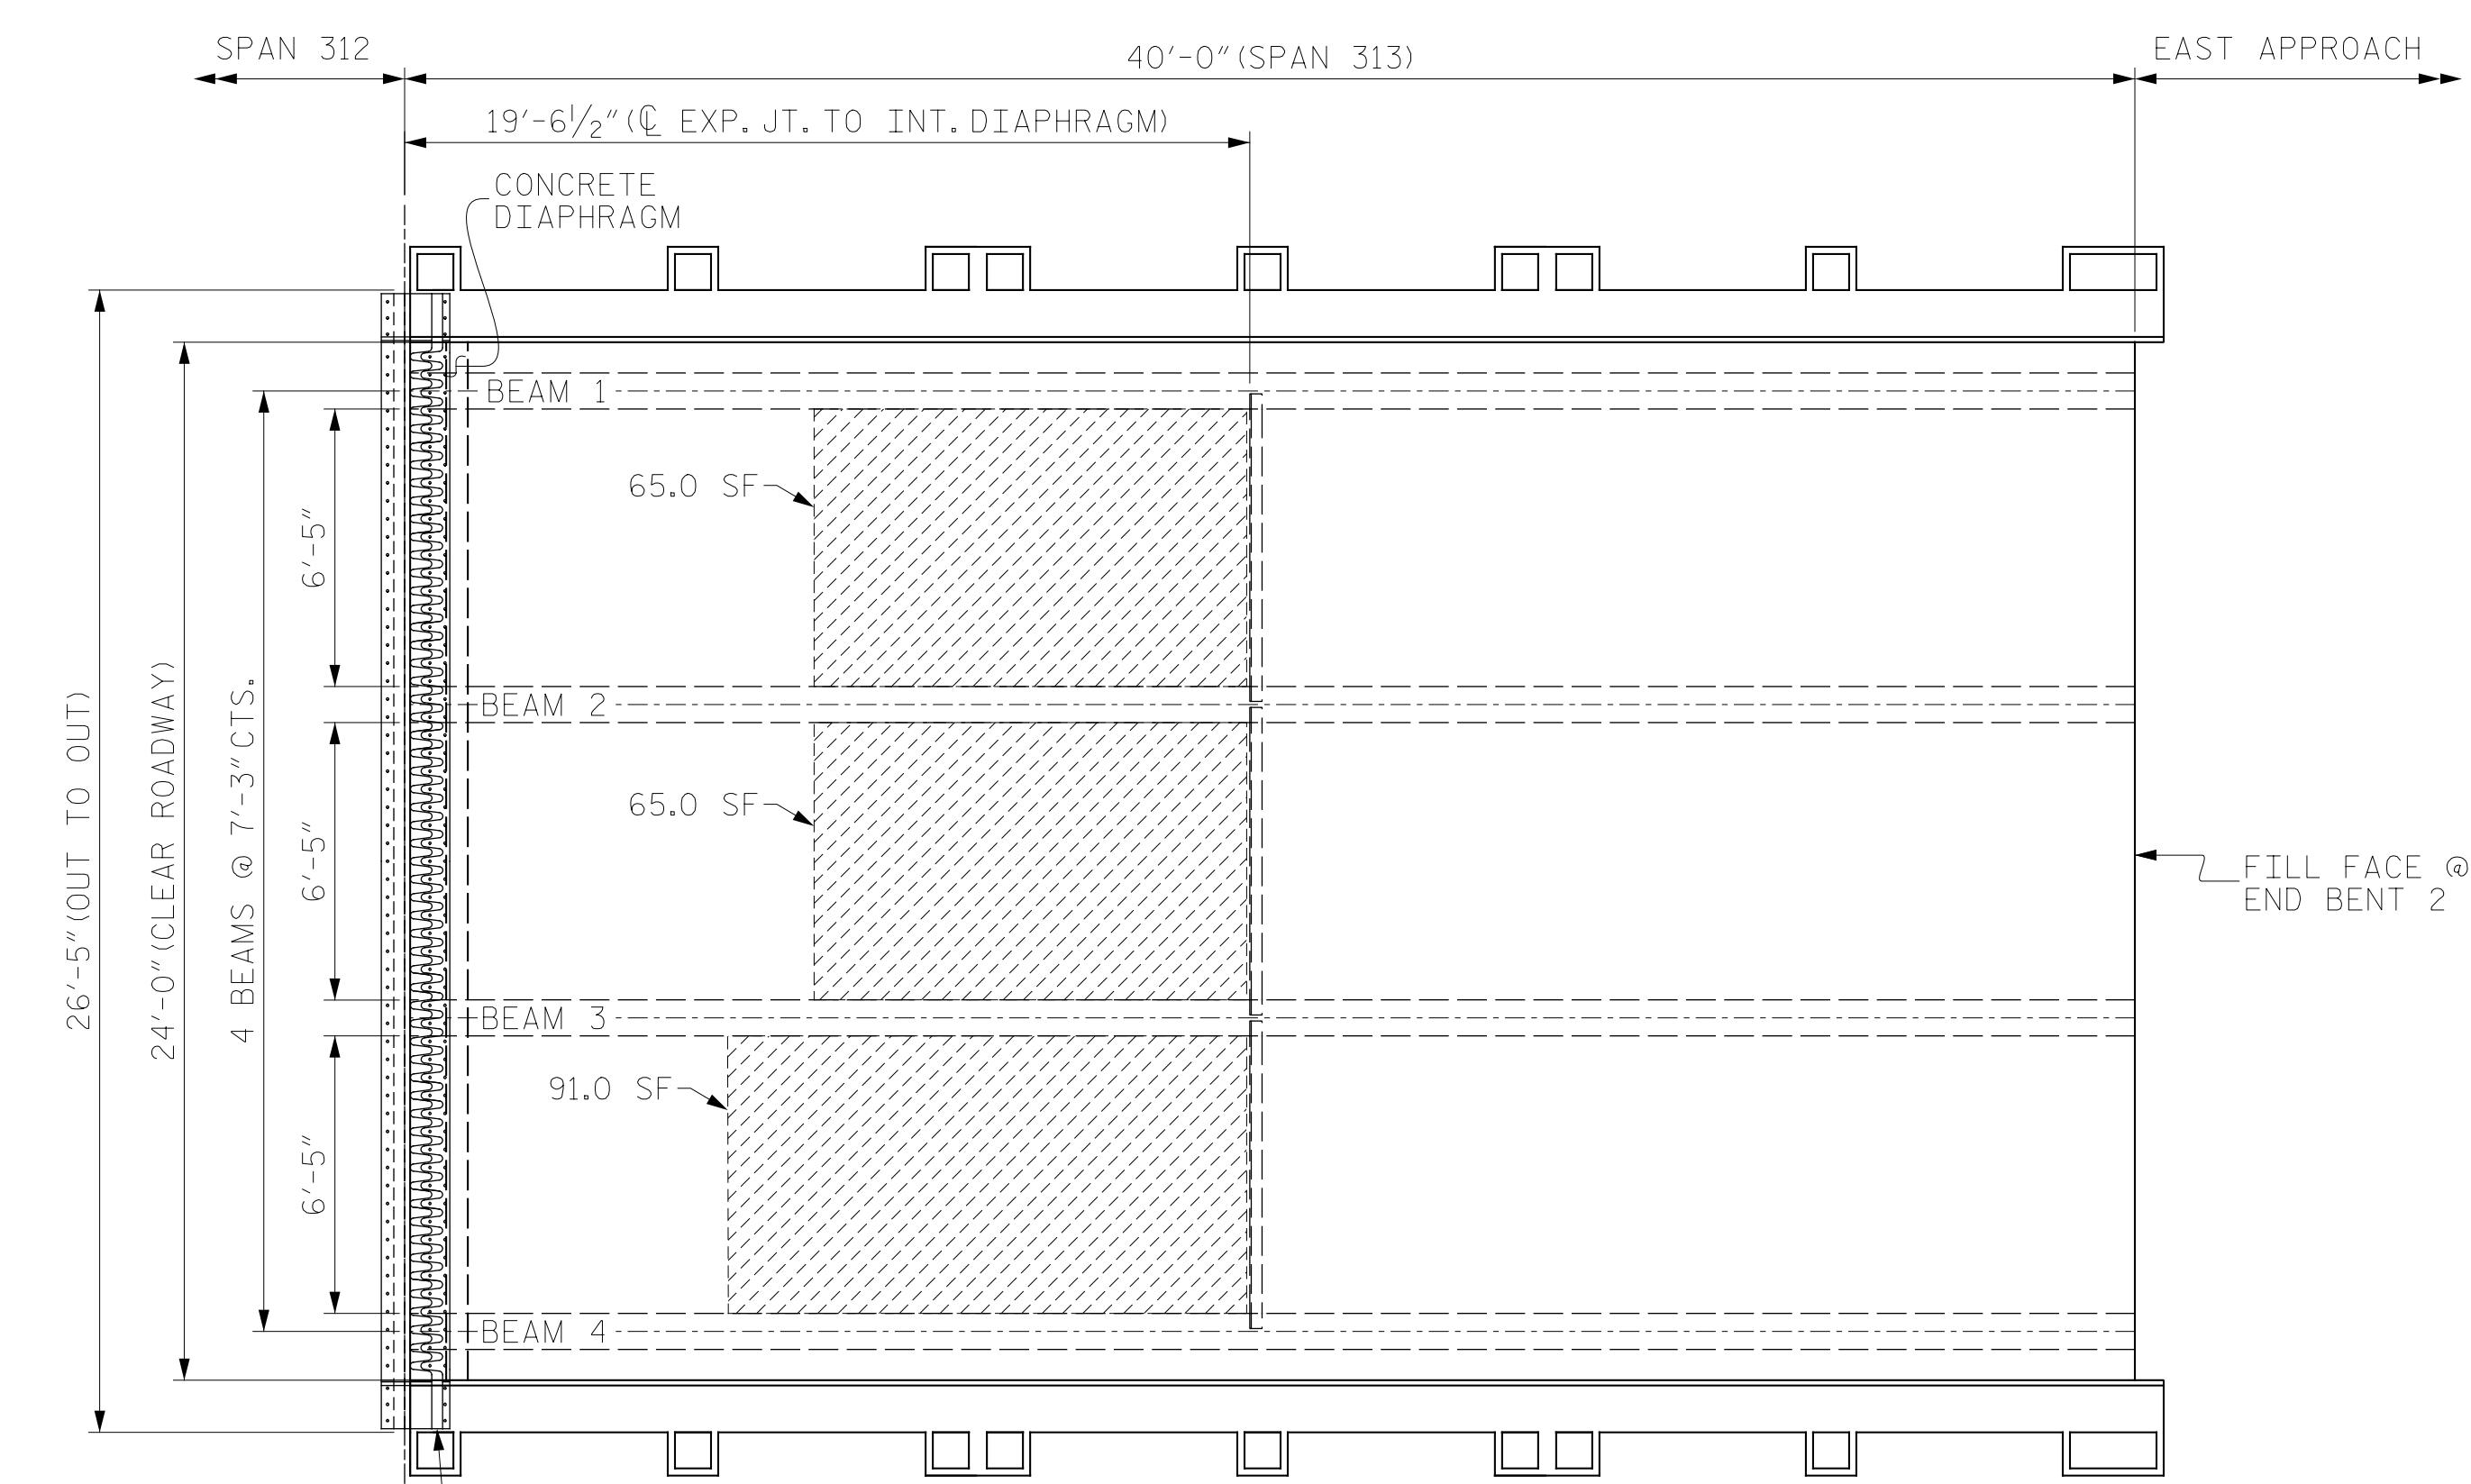 SPAN 312
40'-0"(SPAN 313)
EAST APPROACH
19'-6 1/2"(℄ EXP. JT. TO INT. DIAPHRAGM)
CONCRETE
DIAPHRAGM
BEAM 1
65.0 SF
6'-5"
BEAM 2
65.0 SF
6'-5"
26'-5"(OUT TO OUT)
24'-0"(CLEAR ROADWAY)
4 BEAMS @ 7'-3"CTS.
FILL FACE @
END BENT 2
BEAM 3
91.0 SF
6'-5"
BEAM 4